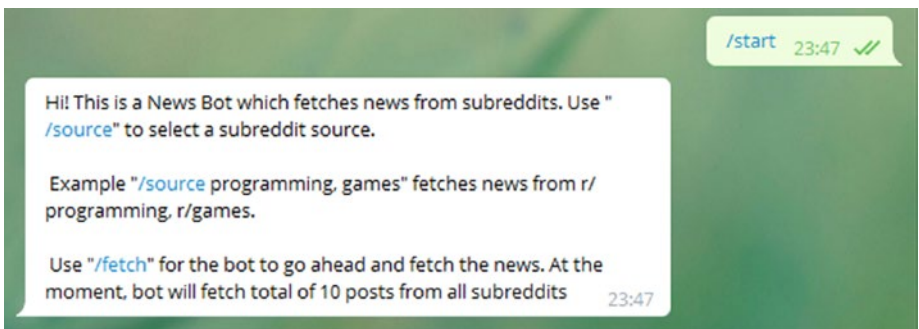 /start 23:47
Hi! This is a News Bot which fetches news from subreddits. Use "
/source" to select a subreddit source.
Example "/source programming, games" fetches news from r/
programming, r/games.
Use "/fetch" for the bot to go ahead and fetch the news. At the
moment, bot will fetch total of 10 posts from all subreddits 23:47